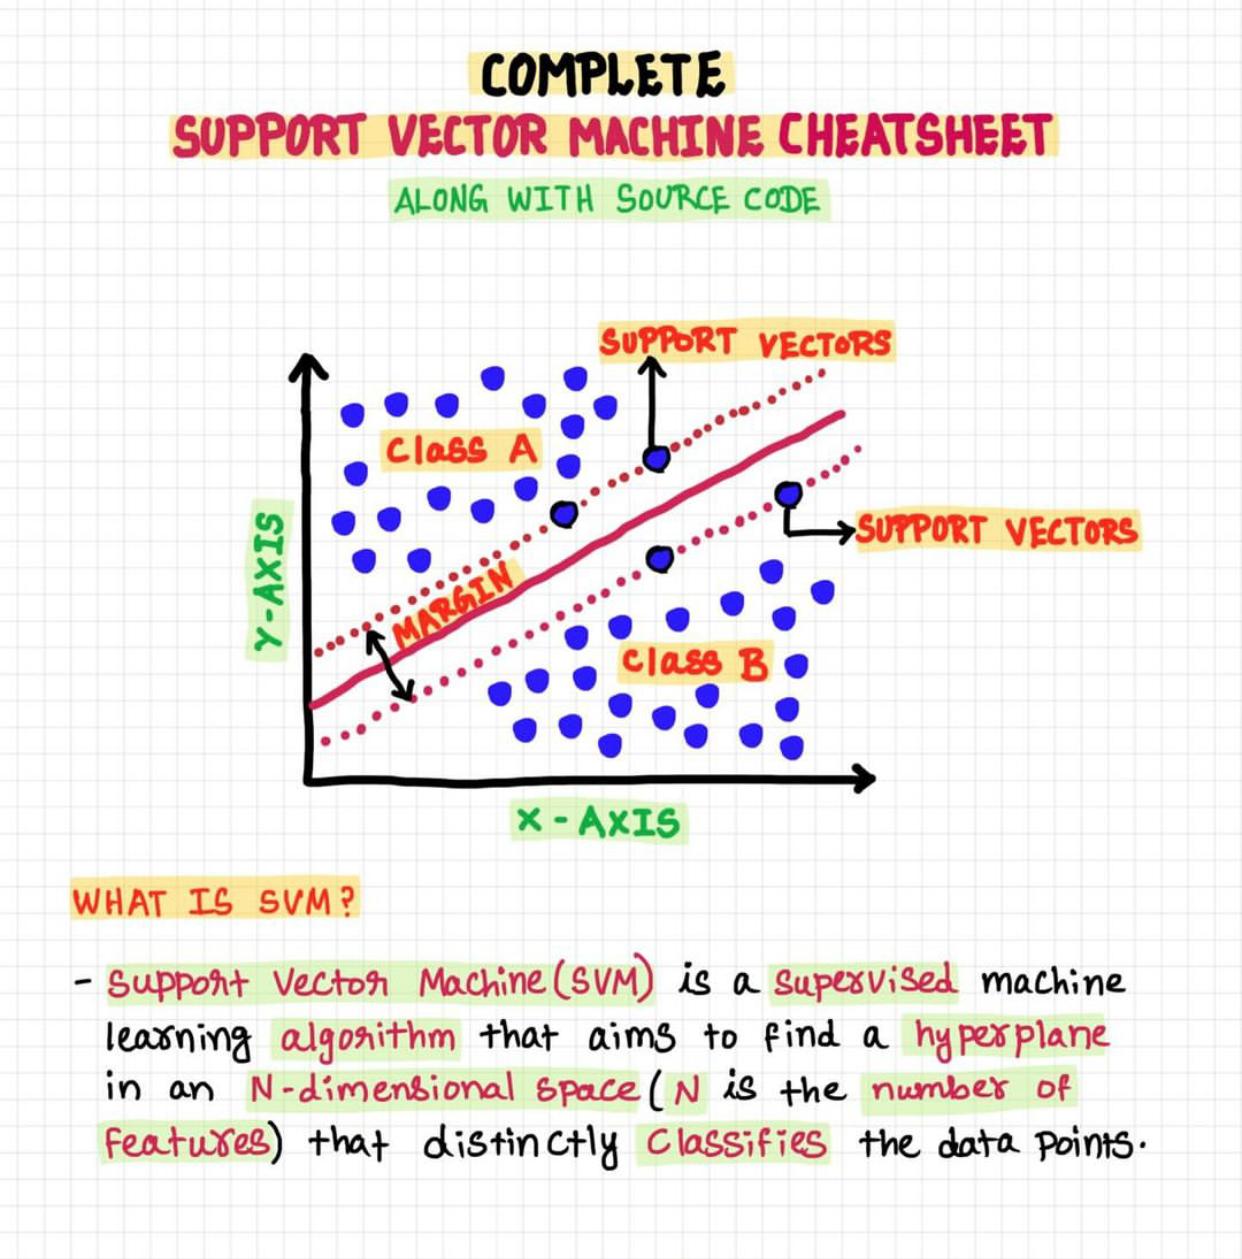 COMPLETE
SUPPORT VECTOR MACHINE CHEATSHEET
ALONG WITH SOURCE CODE
SUPPORT VECTORS
Class A
Y-AXIS
MARGIN
SUPPORT VECTORS
Class B
X - AXIS
WHAT IS SVM?
- Support Vector Machine (SVM) is a supervised machine
learning algorithm that aims to find a hyperplane
in an N-dimensional space (N is the number of
features) that distinctly classifies the data points.